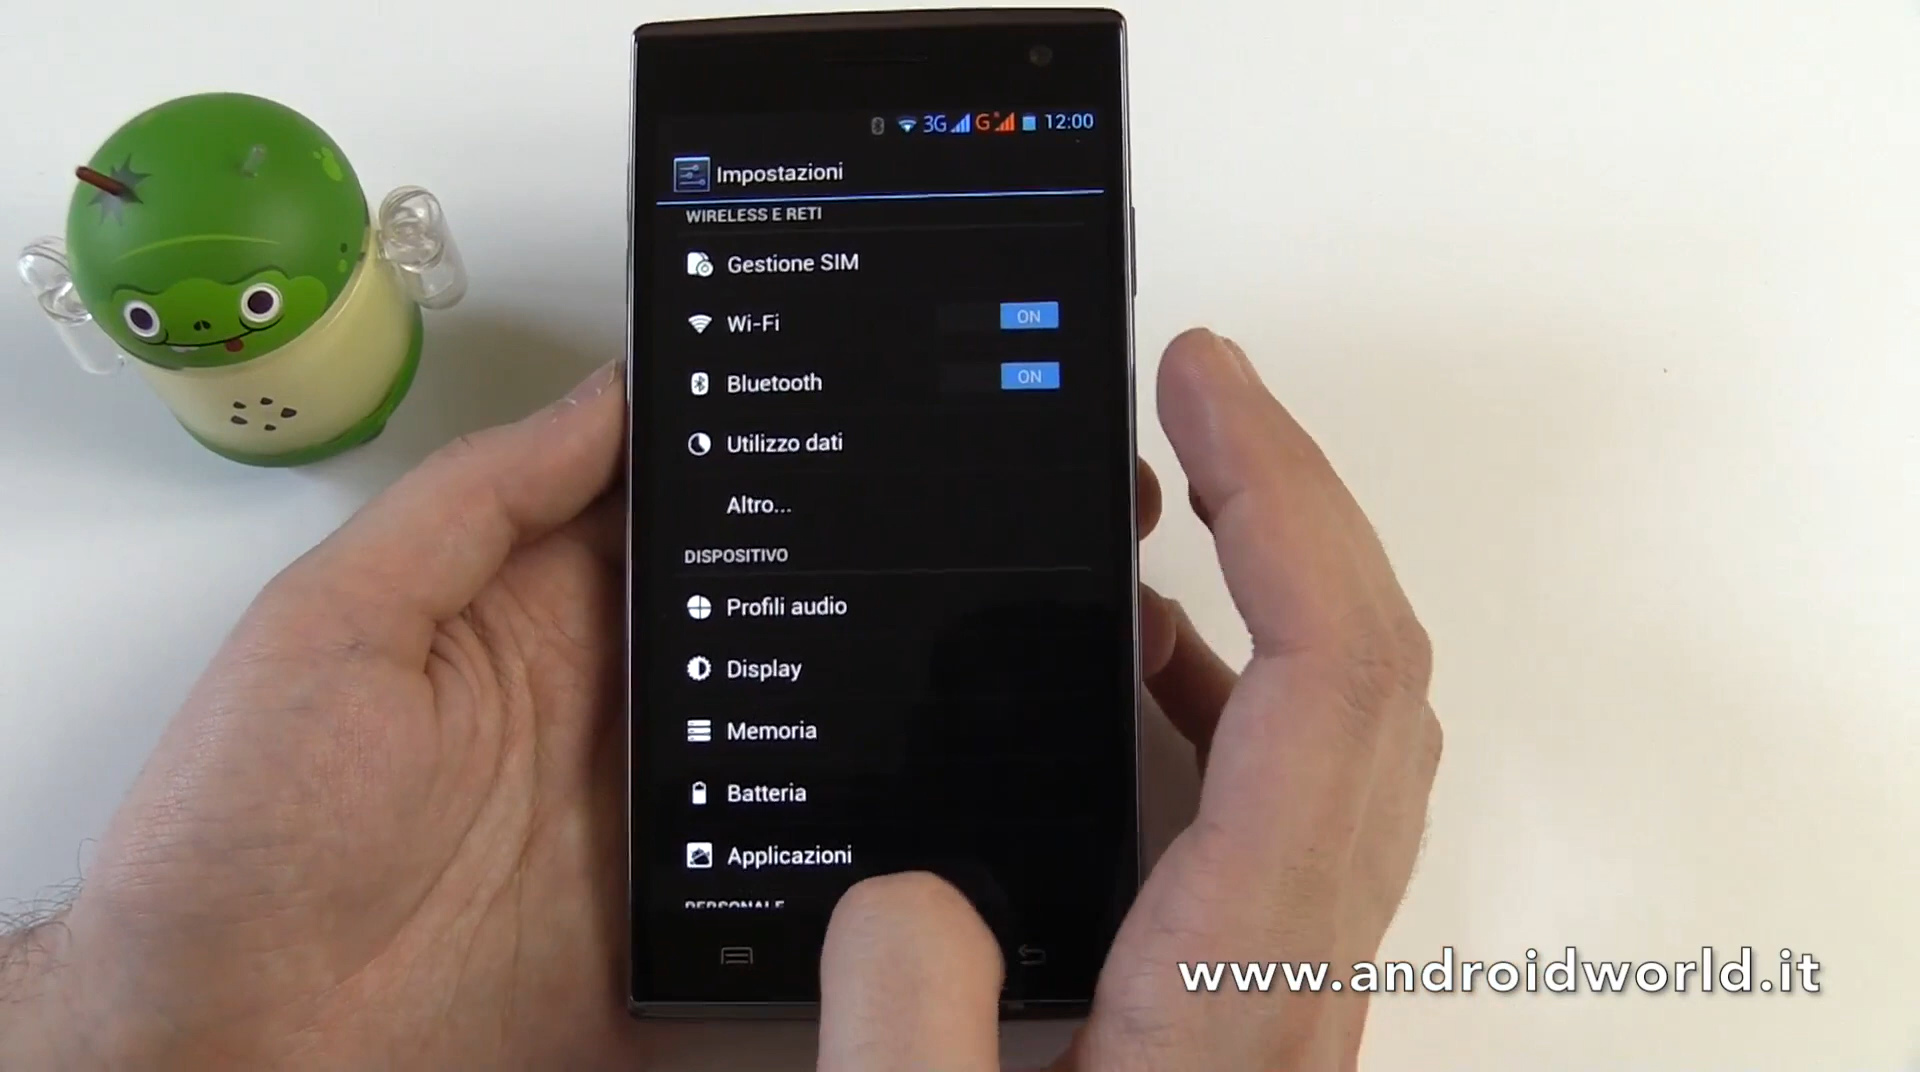 3G G 12:00
Impostazioni
WIRELESS E RETI
Gestione SIM
Wi-Fi ON
Bluetooth ON
Utilizzo dati
Altro...
DISPOSITIVO
Profili audio
Display
Memoria
Batteria
Applicazioni
PERSONALE
www.androidworld.it